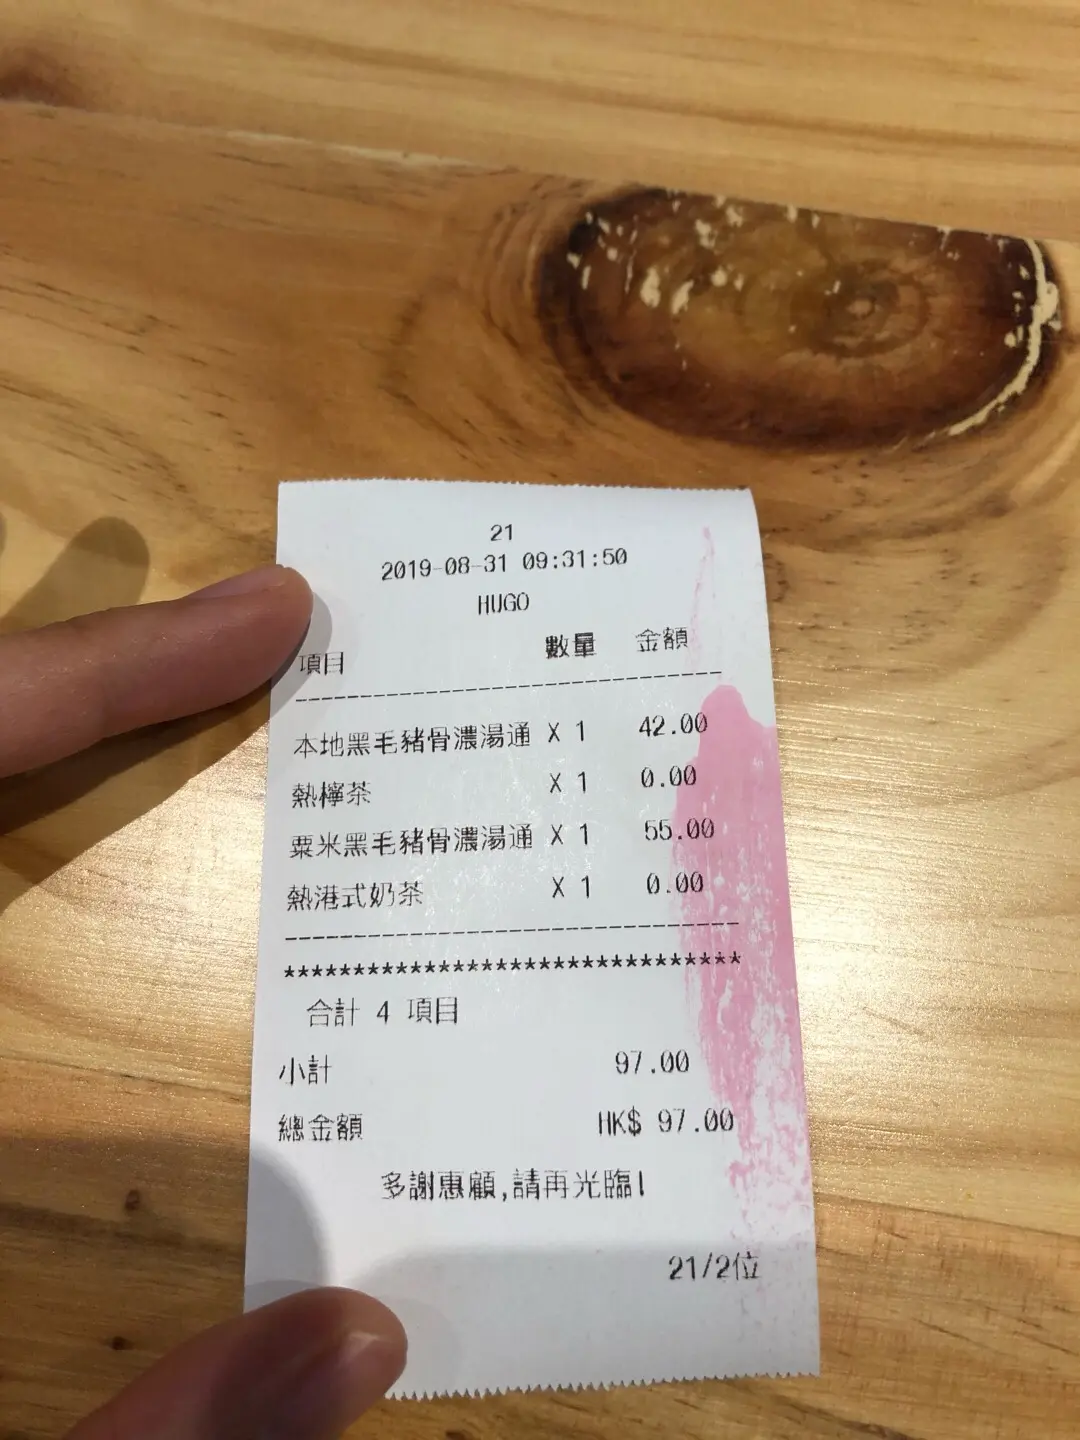 21
2019-08-31 09:31:50
HUGO
項目 數量 金額
本地黑毛豬骨濃湯通 X 1 42.00
熱檸茶 X 1 0.00
粟米黑毛豬骨濃湯通 X 1 55.00
熱港式奶茶 X 1 0.00
*********************************
合計 4 項目
小計 97.00
總金額 HK$ 97.00
多謝惠顧,請再光臨!
21/2位